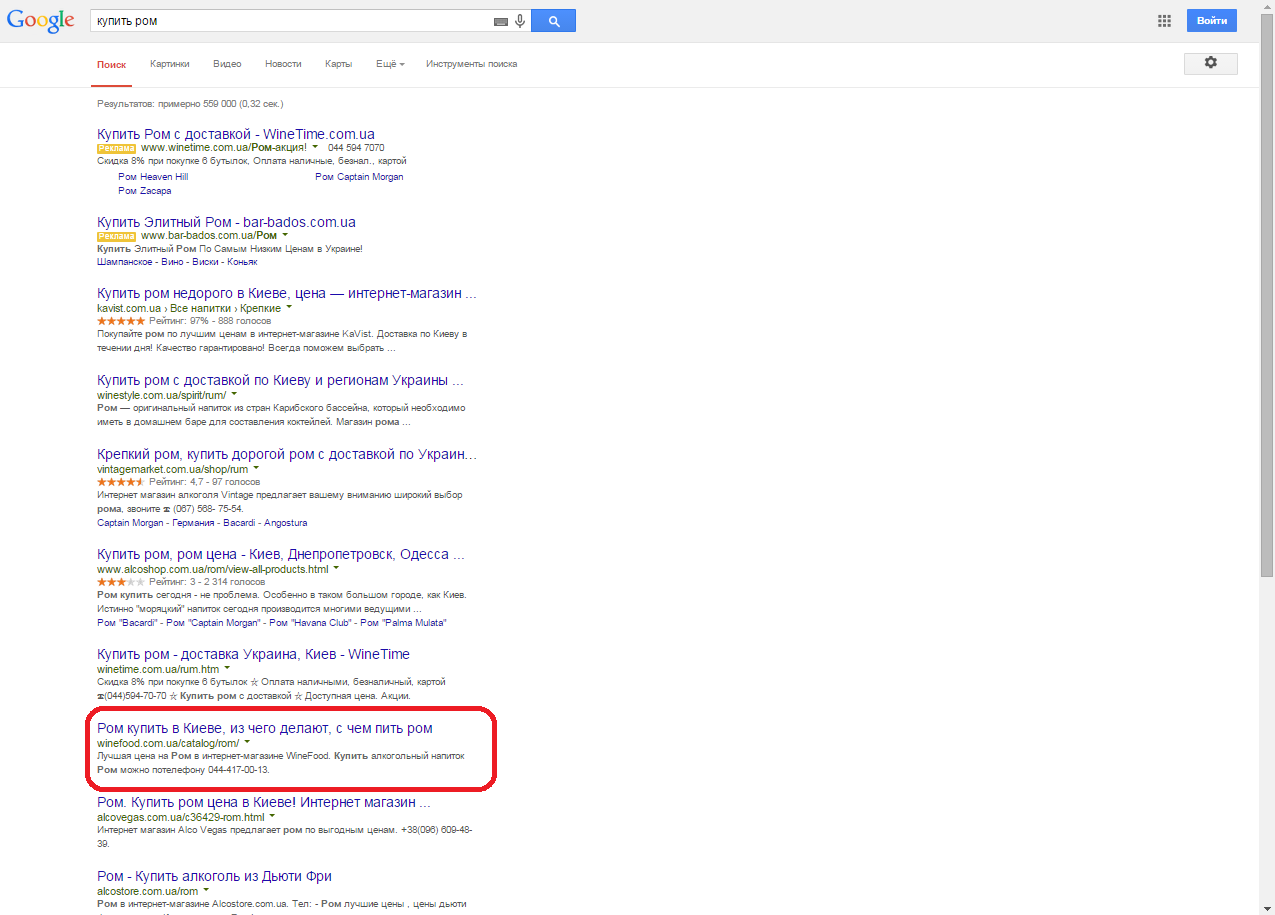 Google
купить ром
Войти
Поиск Картинки Видео Новости Карты Ещё Инструменты поиска
Результатов: примерно 559 000 (0,32 сек.)
Купить Ром с доставкой - WineTime.com.ua
Реклама www.winetime.com.ua/Ром-акция! 044 594 7070
Скидка 8% при покупке 6 бутылок, Оплата наличные, безнал., картой
Ром Heaven Hill Ром Captain Morgan
Ром Zacapa
Купить Элитный Ром - bar-bados.com.ua
Реклама www.bar-bados.com.ua/Ром
Купить Элитный Ром По Самым Низким Ценам в Украине!
Шампанское - Вино - Виски - Коньяк
Купить ром недорого в Киеве, цена — интернет-магазин ...
kavist.com.ua › Все напитки › Крепкие
Рейтинг: 97% - 888 голосов
Покупайте ром по лучшим ценам в интернет-магазине KaVist. Доставка по Киеву в
течении дня! Качество гарантировано! Всегда поможем выбрать ...
Купить ром с доставкой по Киеву и регионам Украины ...
winestyle.com.ua/spirit/rum/
Ром — оригинальный напиток из стран Карибского бассейна, который необходимо
иметь в домашнем баре для составления коктейлей. Магазин рома ...
Крепкий ром, купить дорогой ром с доставкой по Украин...
vintagemarket.com.ua/shop/rum
Рейтинг: 4,7 - 97 голосов
Интернет магазин алкоголя Vintage предлагает вашему вниманию широкий выбор
рома, звоните ☎ (067) 568- 75-54.
Captain Morgan - Германия - Bacardi - Angostura
Купить ром, ром цена - Киев, Днепропетровск, Одесса ...
www.alcoshop.com.ua/rom/view-all-products.html
Рейтинг: 3 - 2 314 голосов
Ром купить сегодня - не проблема. Особенно в таком большом городе, как Киев.
Истинно "моряцкий" напиток сегодня производится многими ведущими ...
Ром "Bacardi" - Ром "Captain Morgan" - Ром "Havana Club" - Ром "Palma Mulata"
Купить ром - доставка Украина, Киев - WineTime
winetime.com.ua/rum.htm
Скидка 8% при покупке 6 бутылок ☆ Оплата наличными, безналичный, картой
☎(044)594-70-70 ☆ Купить ром с доставкой ☆ Доступная цена. Акции.
Ром купить в Киеве, из чего делают, с чем пить ром
winefood.com.ua/catalog/rom/
Лучшая цена на Ром в интернет-магазине WineFood. Купить алкогольный напиток
Ром можно потелефону 044-417-00-13.
Ром. Купить ром цена в Киеве! Интернет магазин ...
alcovegas.com.ua/c36429-rom.html
Интернет магазин Alco Vegas предлагает ром по выгодным ценам. +38(096) 609-48-
39.
Ром - Купить алкоголь из Дьюти Фри
alcostore.com.ua/rom
Ром в интернет-магазине Alcostore.com.ua. Тел: - Ром лучшие цены , цены дьюти